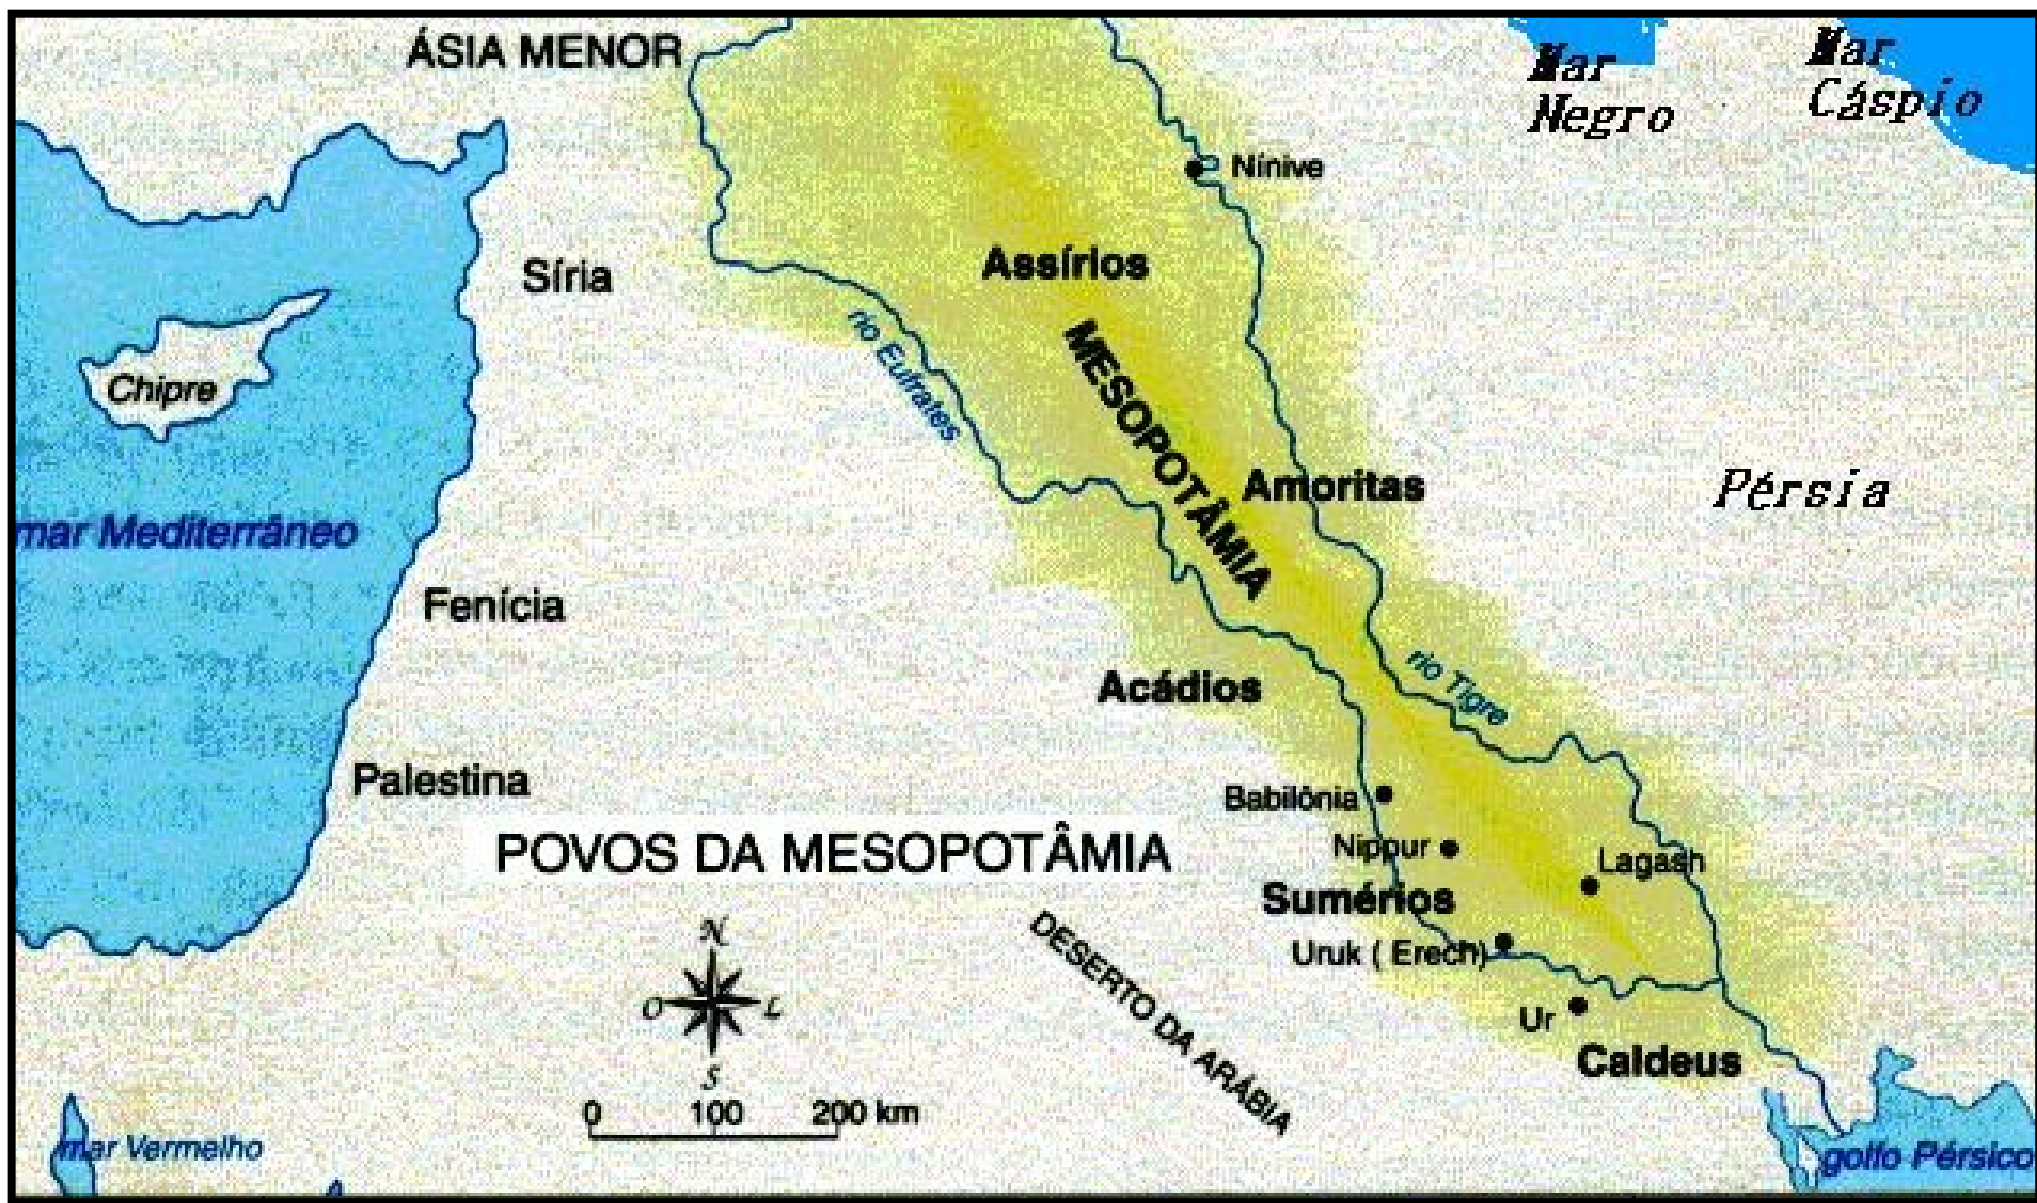 ÁSIA MENOR
Mar
Negro
Mar
Cáspio
Nínive
Síria
Assírios
rio Eufrates
MESOPOTÂMIA
Chipre
Amoritas
Pérsia
mar Mediterrâneo
Fenícia
Acádios
rio Tigre
Palestina
Babilônia
POVOS DA MESOPOTÂMIA
Nippur
Lagash
Sumérios
DESERTO DA ARÁBIA
N
Uruk ( Erech)
O
L
Ur
S
Caldeus
0 100 200 km
mar Vermelho
golfo Pérsico